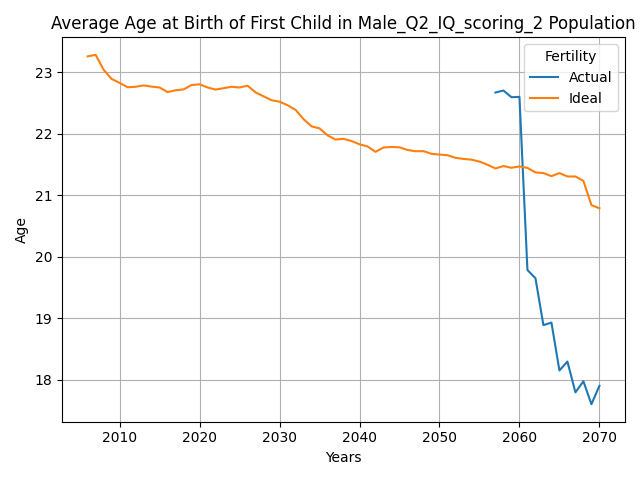 Average Age at Birth of First Child in Male_Q2_IQ_scoring_2 Population
Fertility
Actual
Ideal
Age
23
22
21
20
19
18
2010 2020 2030 2040 2050 2060 2070
Years